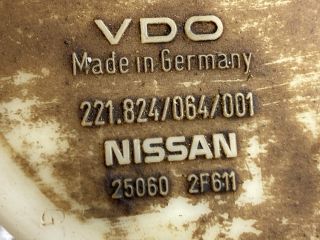 VDO
Made in Germany
221.824/064/001
NISSAN
25060 2F611